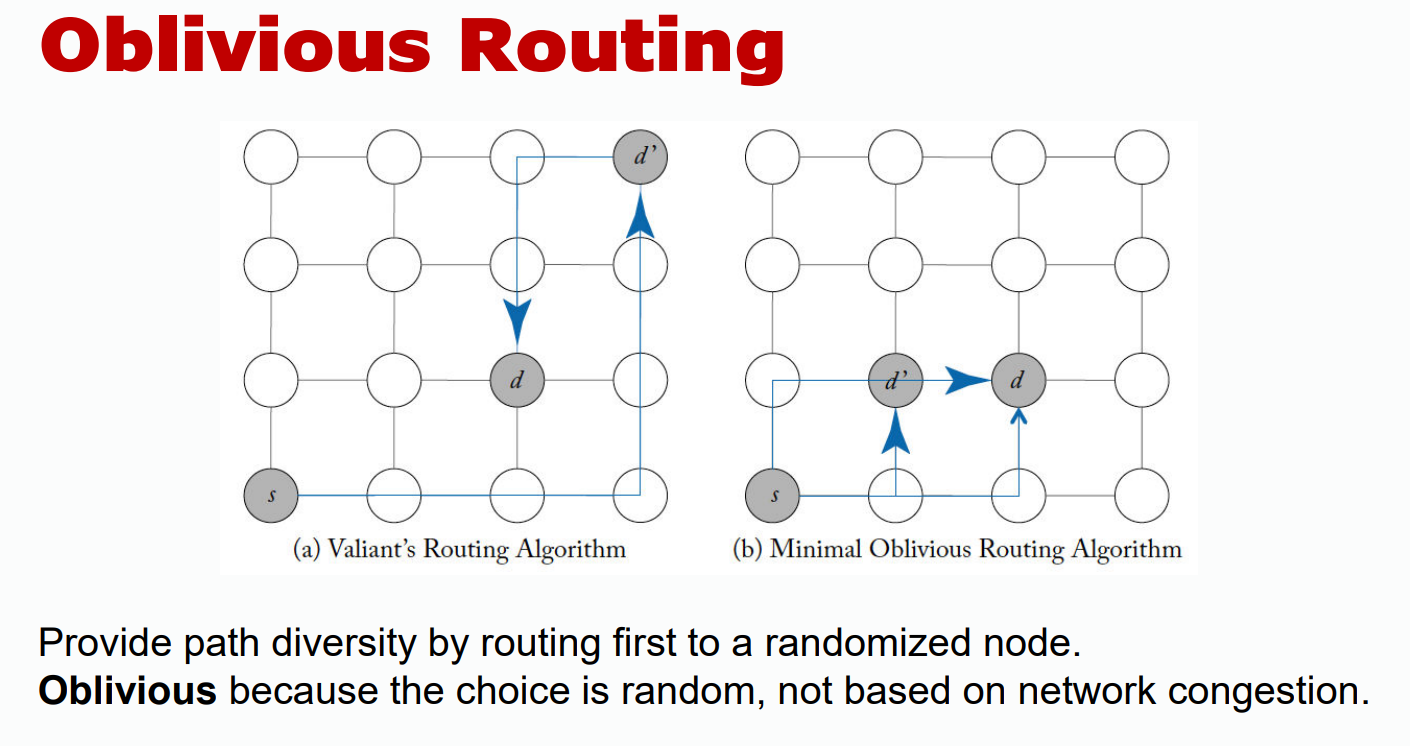 Oblivious Routing
d’
d
s
(a) Valiant’s Routing Algorithm
d’
d
s
(b) Minimal Oblivious Routing Algorithm
Provide path diversity by routing first to a randomized node.
Oblivious because the choice is random, not based on network congestion.